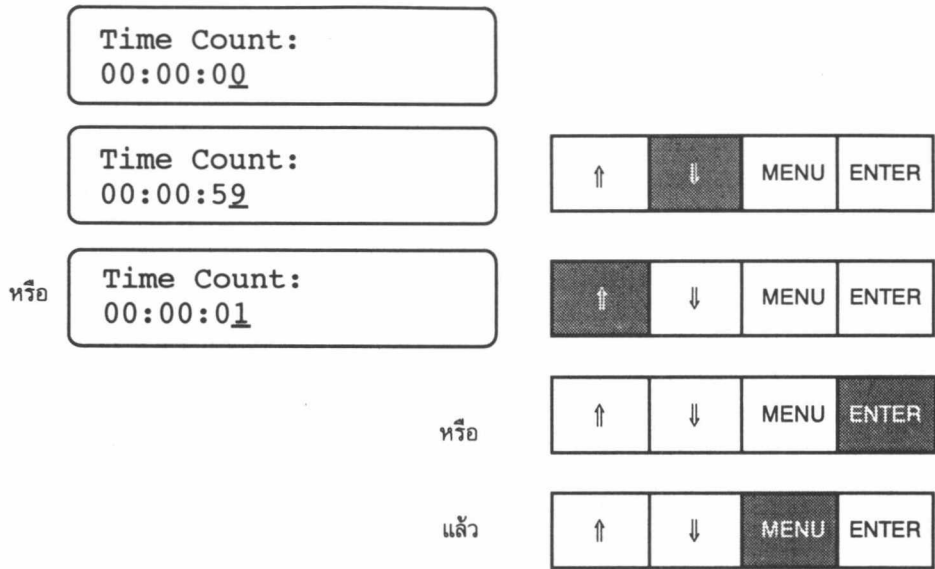 Time Count:
00:00:00
Time Count:
00:00:59
⇑ ⇓ MENU ENTER
หรือ
Time Count:
00:00:01
⇑ ⇓ MENU ENTER
หรือ
⇑ ⇓ MENU ENTER
แล้ว
⇑ ⇓ MENU ENTER